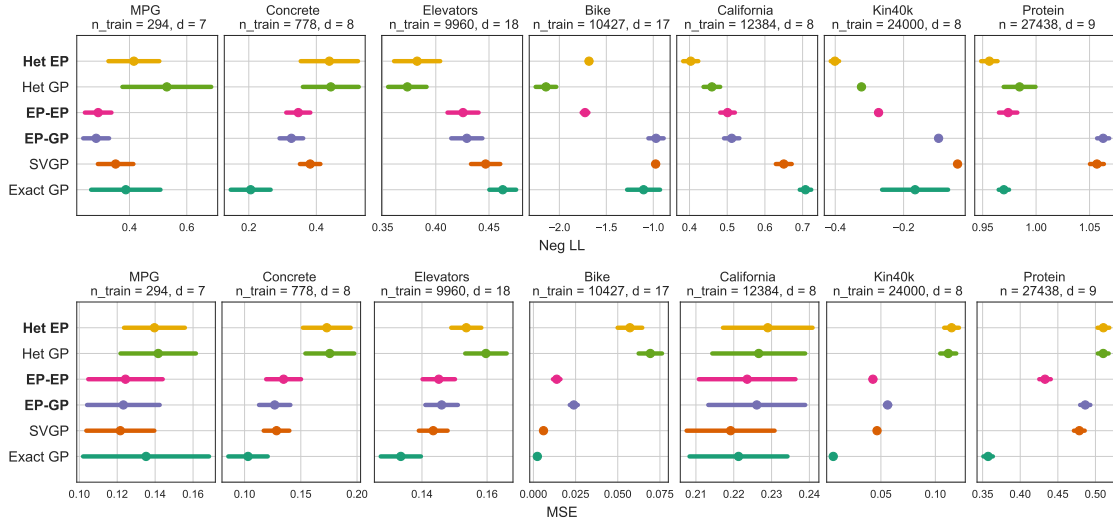 MPG
n_train = 294, d = 7
Concrete
n_train = 778, d = 8
Elevators
n_train = 9960, d = 18
Bike
n_train = 10427, d = 17
California
n_train = 12384, d = 8
Kin40k
n_train = 24000, d = 8
Protein
n_train = 27438, d = 9
Het EP
Het GP
EP-EP
EP-GP
SVGP
Exact GP
0.4 0.6
0.2 0.4
0.35 0.40 0.45
−2.0 −1.5 −1.0
0.4 0.5 0.6 0.7
−0.4 −0.2
0.95 1.00 1.05
Neg LL
MPG
n_train = 294, d = 7
Concrete
n_train = 778, d = 8
Elevators
n_train = 9960, d = 18
Bike
n_train = 10427, d = 17
California
n_train = 12384, d = 8
Kin40k
n_train = 24000, d = 8
Protein
n_train = 27438, d = 9
Het EP
Het GP
EP-EP
EP-GP
SVGP
Exact GP
0.10 0.12 0.14 0.16
0.10 0.15 0.20
0.14 0.16
0.000 0.025 0.050 0.075
0.21 0.22 0.23 0.24
0.05 0.10
0.35 0.40 0.45 0.50
MSE